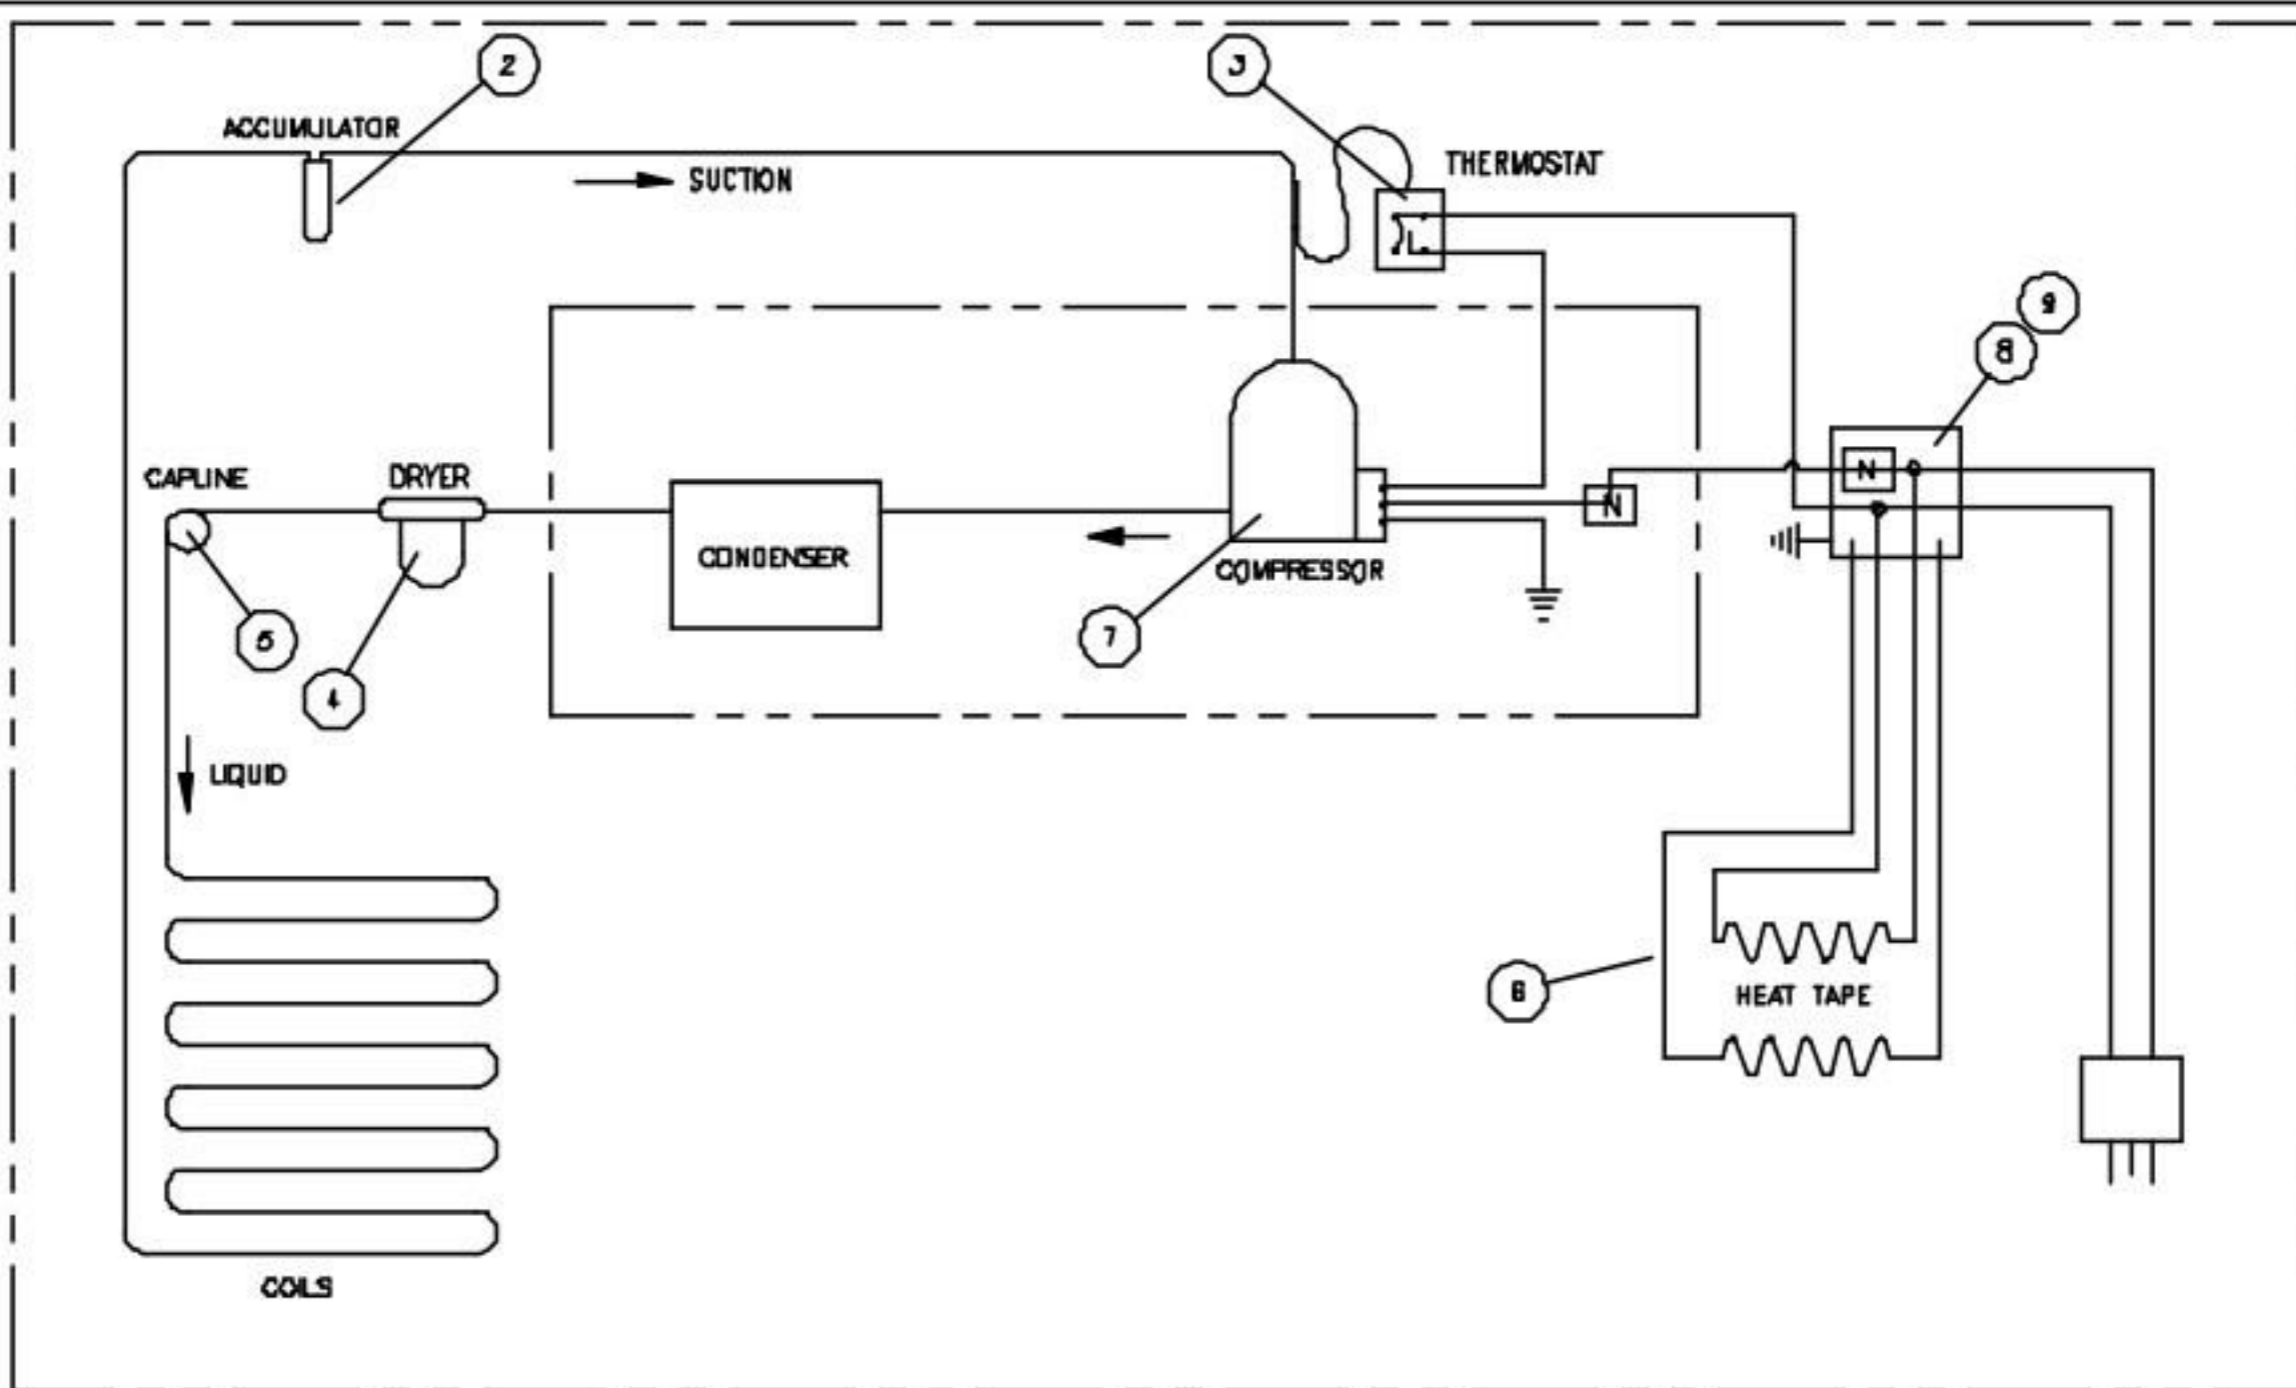 2
3
ACCUMULATOR
THERMOSTAT
SUCTION
9
8
CAPLINE
DRYER
N
N
CONDENSER
COMPRESSOR
5
7
4
LIQUID
6
HEAT TAPE
COILS